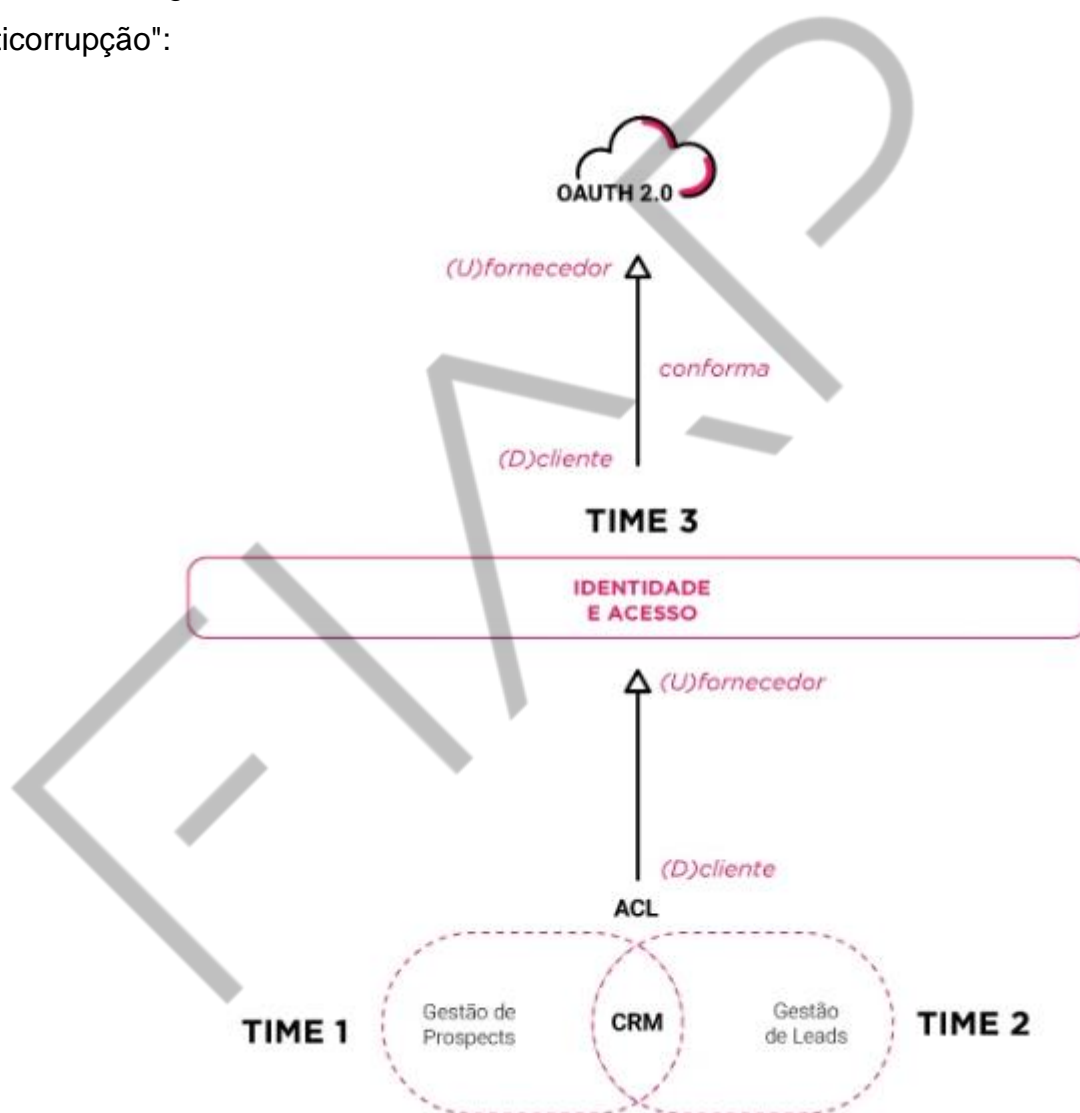 ticorrupção":
OAUTH 2.0
(U)fornecedor
conforma
(D)cliente
TIME 3
IDENTIDADE
E ACESSO
(U)fornecedor
(D)cliente
ACL
TIME 1
Gestão de
Prospects
CRM
Gestão
de Leads
TIME 2
FIAP